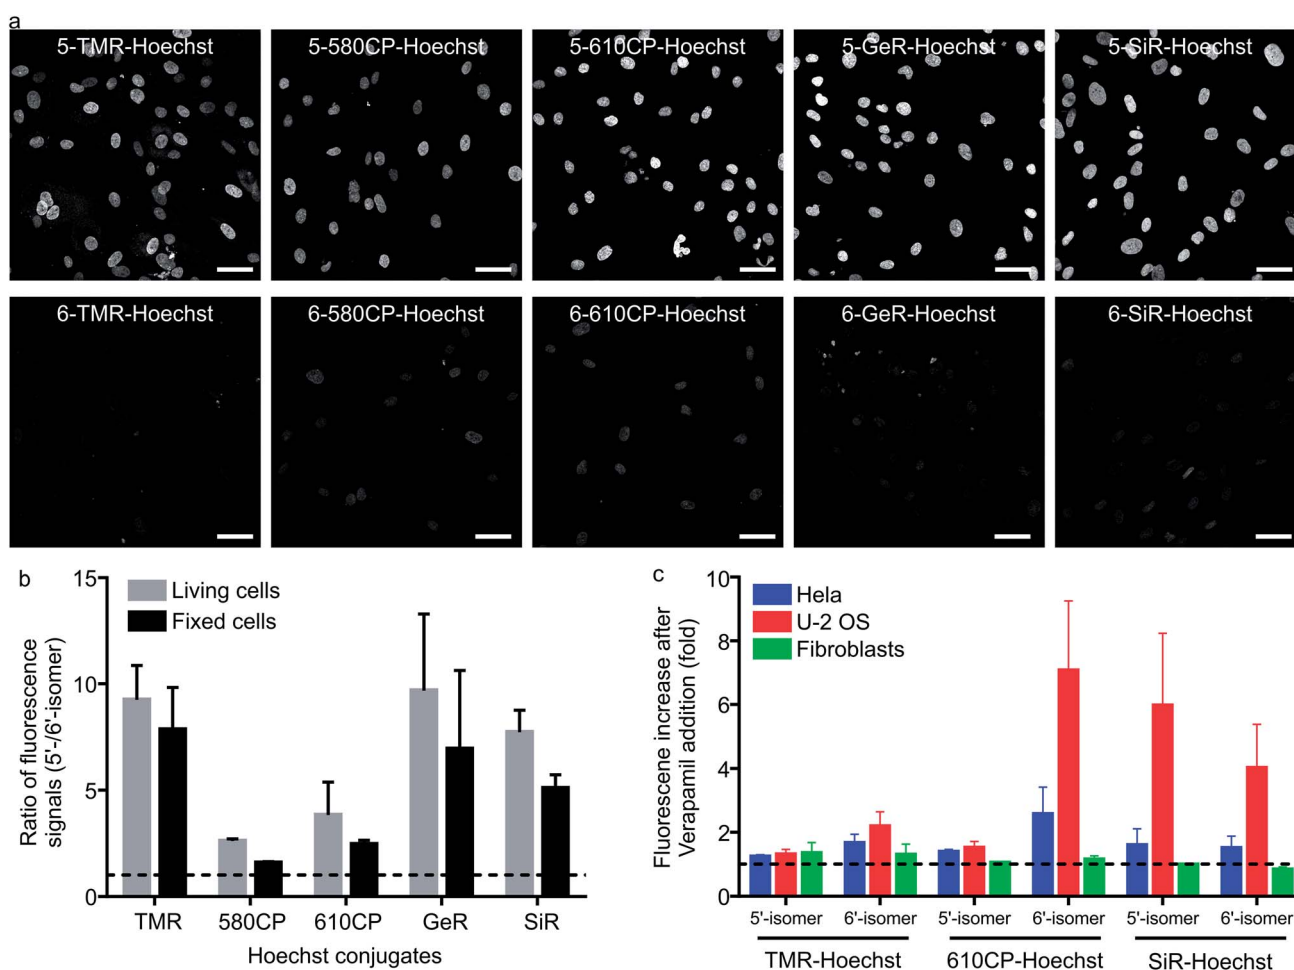 a
5-TMR-Hoechst
5-580CP-Hoechst
5-610CP-Hoechst
5-GeR-Hoechst
5-SiR-Hoechst
6-TMR-Hoechst
6-580CP-Hoechst
6-610CP-Hoechst
6-GeR-Hoechst
6-SiR-Hoechst
b
Ratio of fluorescence
signals (5'-/6'-isomer)
15
10
5
0
Living cells
Fixed cells
TMR
580CP
610CP
GeR
SiR
Hoechst conjugates
c
Fluorescene increase after
Verapamil addition (fold)
10
8
6
4
2
0
Hela
U-2 OS
Fibroblasts
5'-isomer
6'-isomer
5'-isomer
6'-isomer
5'-isomer
6'-isomer
TMR-Hoechst
610CP-Hoechst
SiR-Hoechst